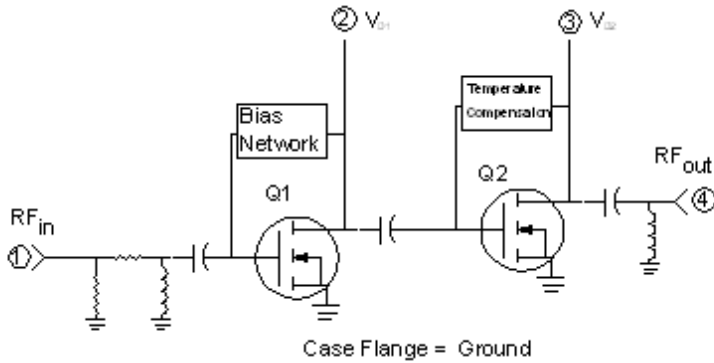 ② V
③ V
Bias
Network
Temperature
Compensation
Q1
Q2
RF out
④
RF in
①
Case Flange = Ground